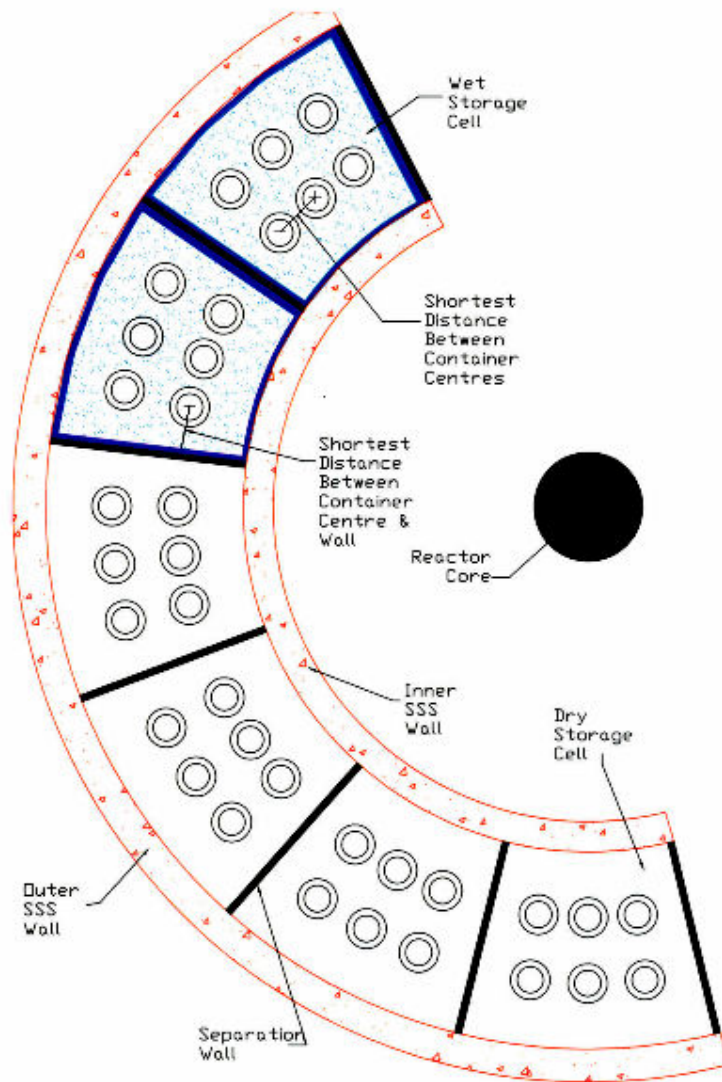 Wet
Storage
Cell
Shortest
Distance
Between
Container
Centres
Shortest
Distance
Between
Container
Centre &
Wall
Reactor
Core
Inner
SSS
Wall
Dry
Storage
Cell
Outer
SSS
Wall
Separation
Wall